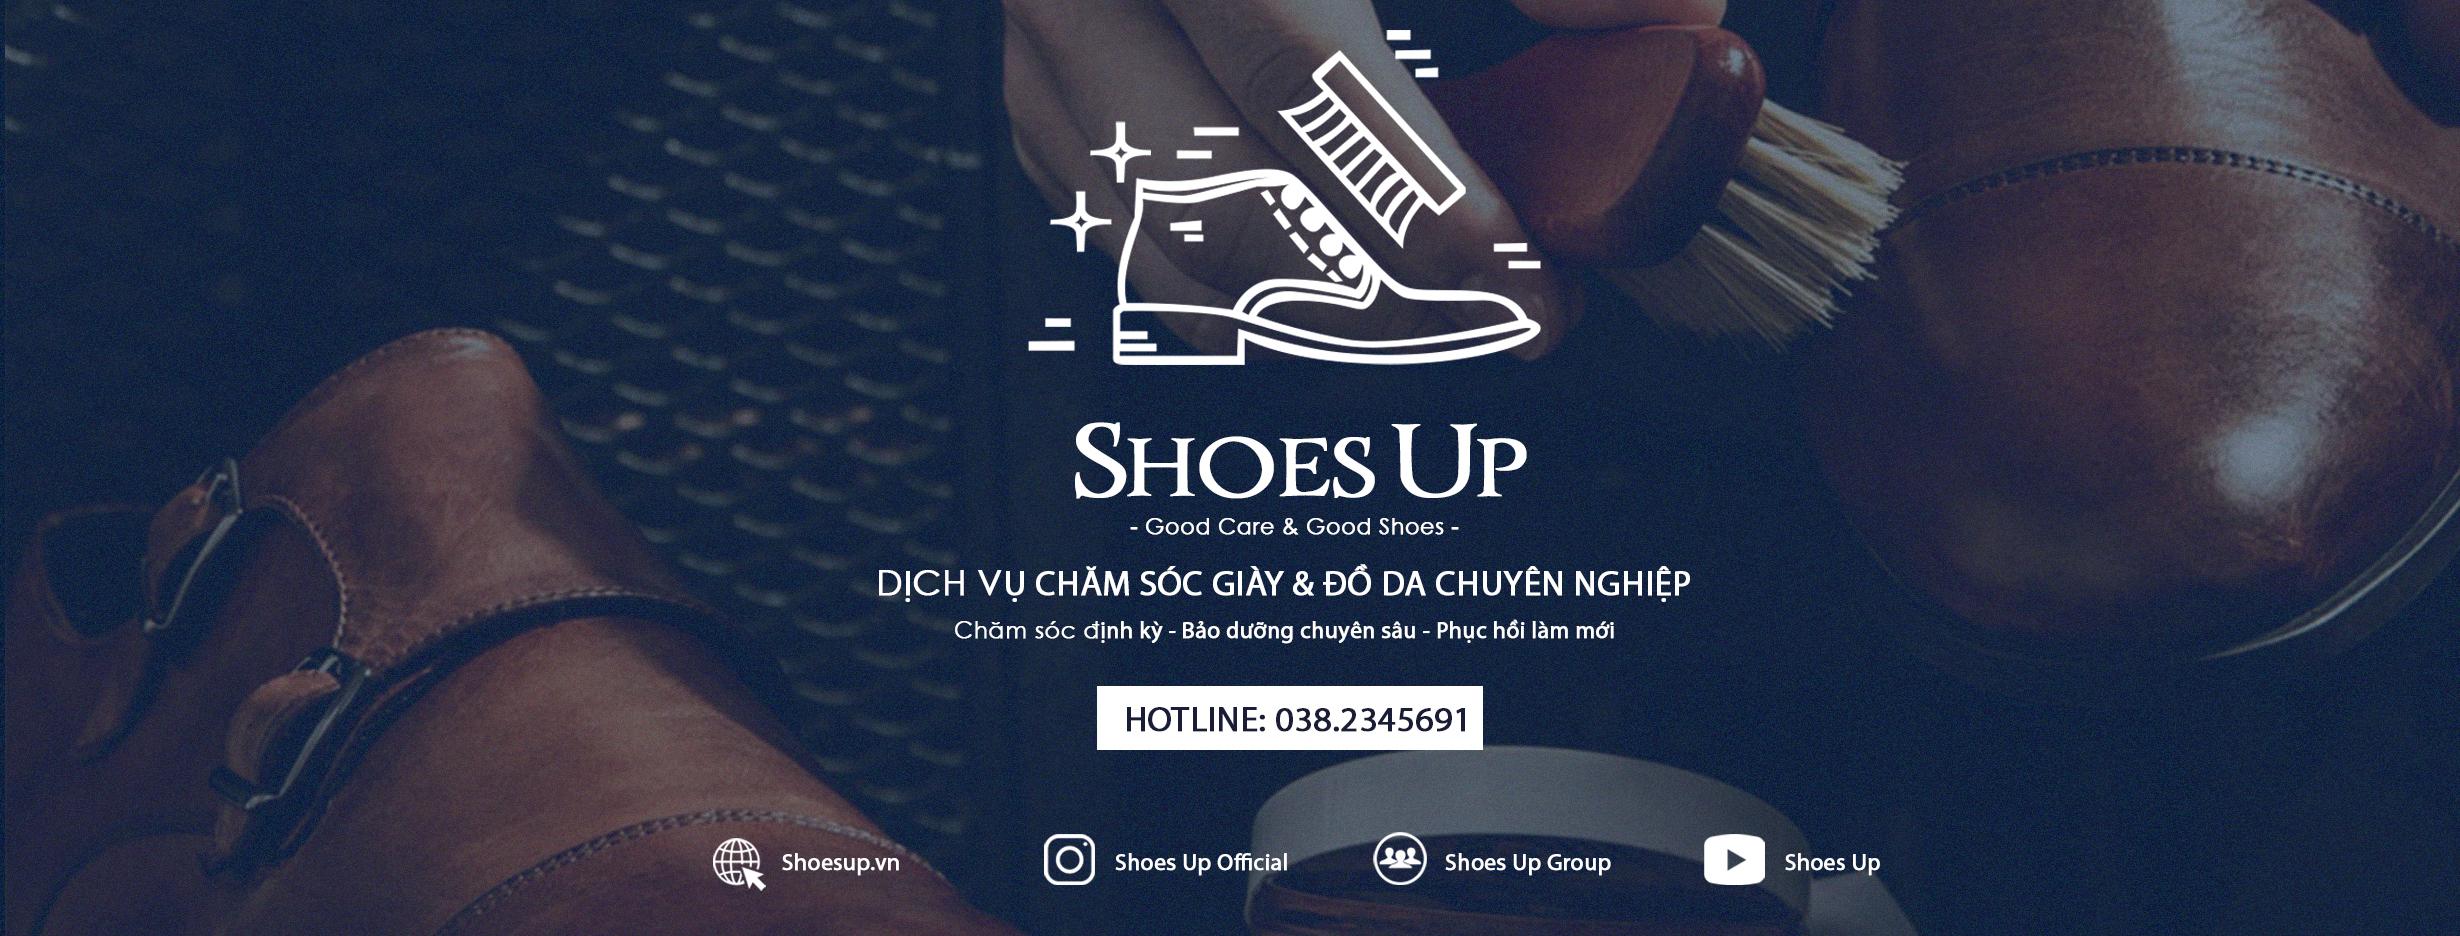 SHOES UP
- Good Care & Good Shoes -
DỊCH VỤ CHĂM SÓC GIÀY & ĐỒ DA CHUYÊN NGHIỆP
Chăm sóc định kỳ - Bảo dưỡng chuyên sâu - Phục hồi làm mới
HOTLINE: 038.2345691
Shoesup.vn
Shoes Up Official
Shoes Up Group
Shoes Up